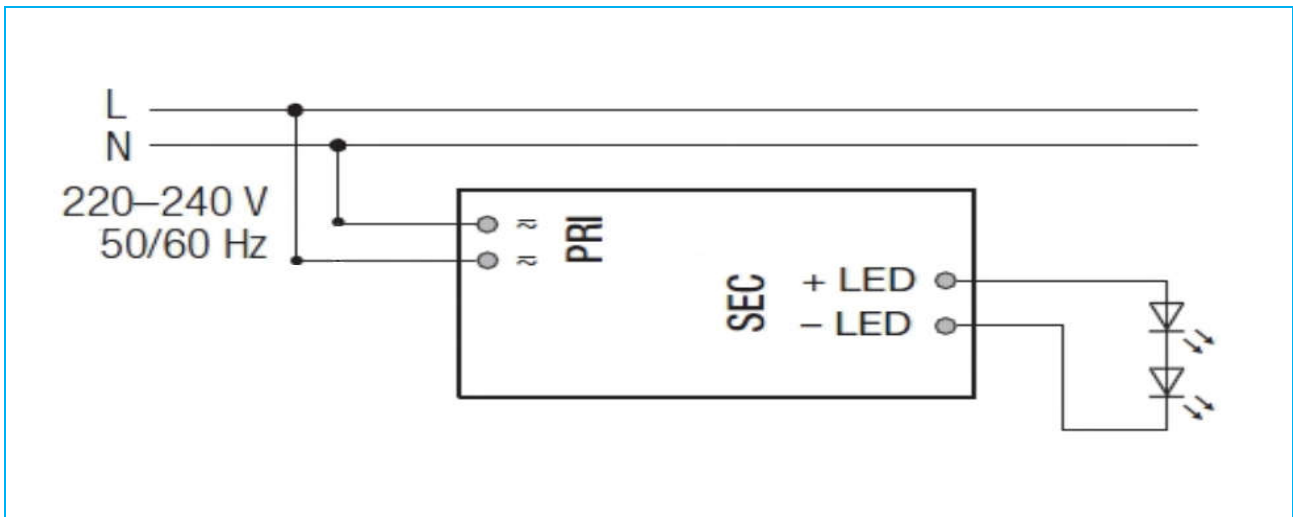 L
N
220–240 V
50/60 Hz
≂
≂
PRI
SEC
+ LED
– LED